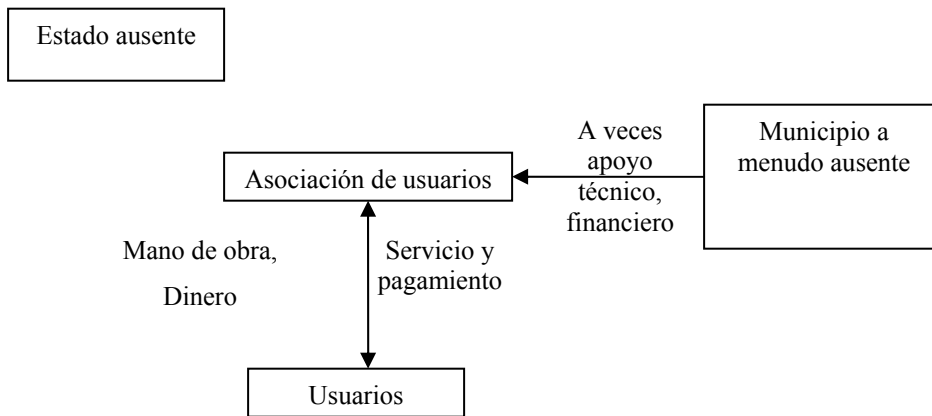 Estado ausente
A veces
apoyo
técnico,
financiero
Municipio a
menudo ausente
Asociación de usuarios
Mano de obra,
Dinero
Servicio y
pagamiento
Usuarios